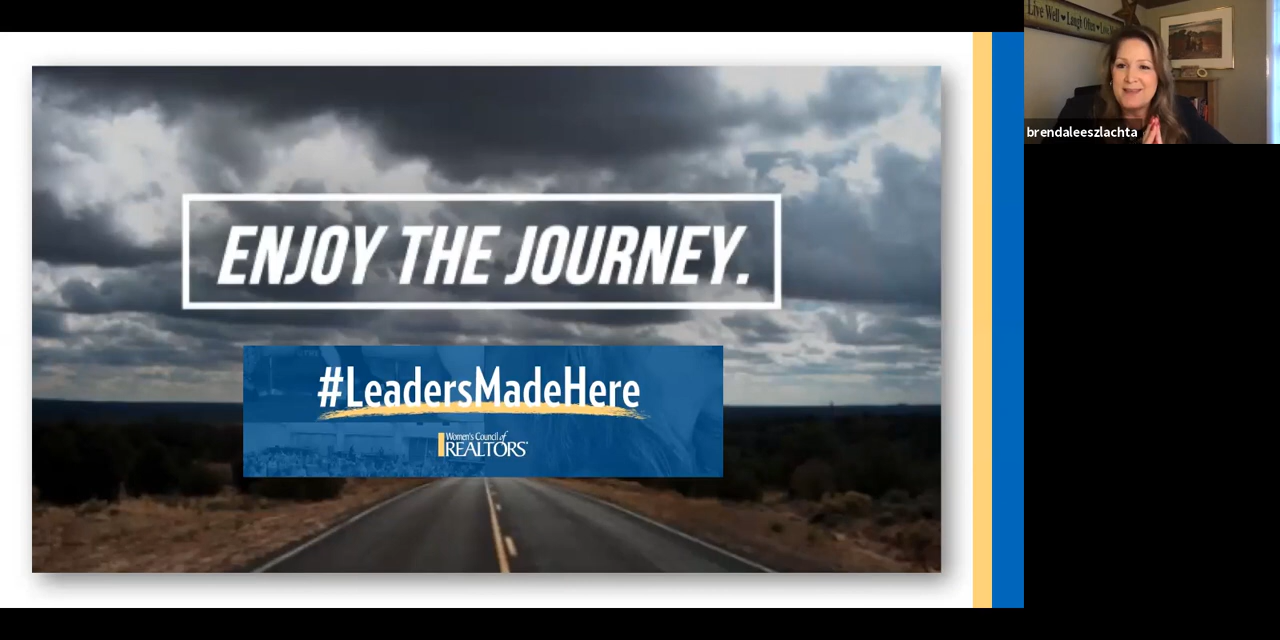 ENJOY THE JOURNEY.
#LeadersMadeHere
Women's Council of
REALTORS®
Live Well ♥ Laugh Often ♥
brendaleeszlachta